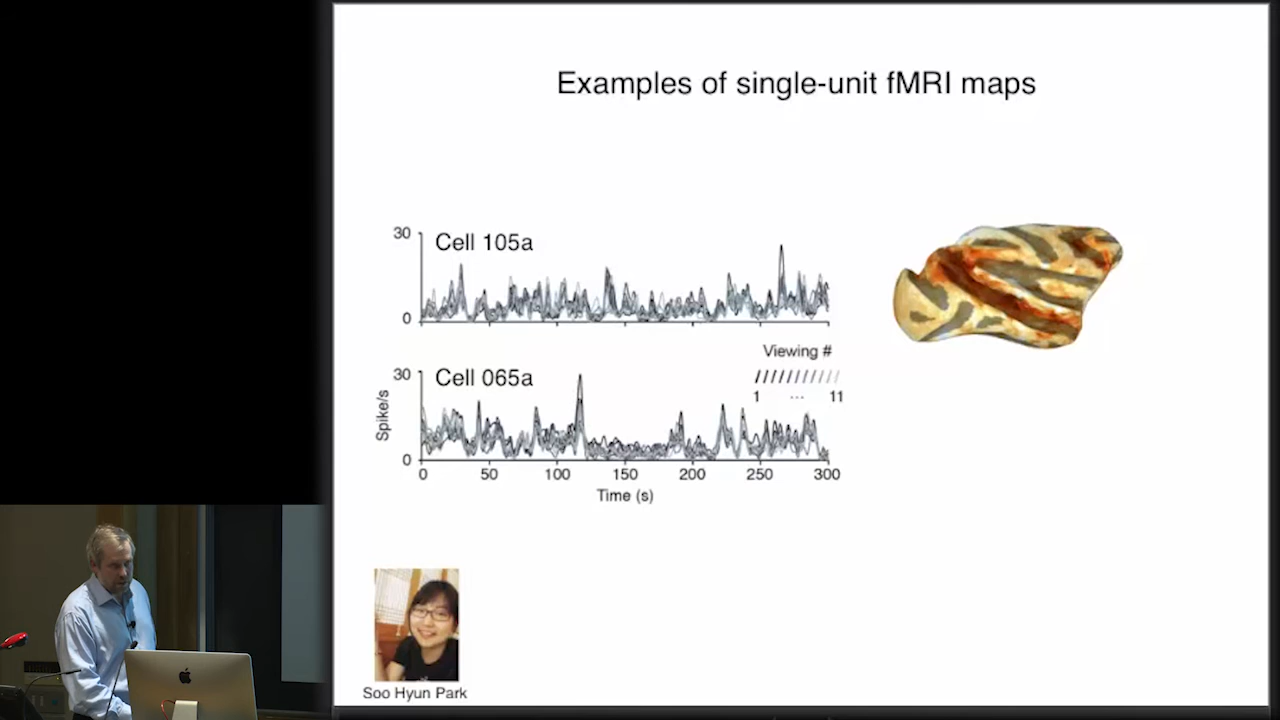 Examples of single-unit fMRI maps
30
Cell 105a
0
Viewing #
1 ... 11
30
Cell 065a
Spike/s
0
0 50 100 150 200 250 300
Time (s)
Soo Hyun Park